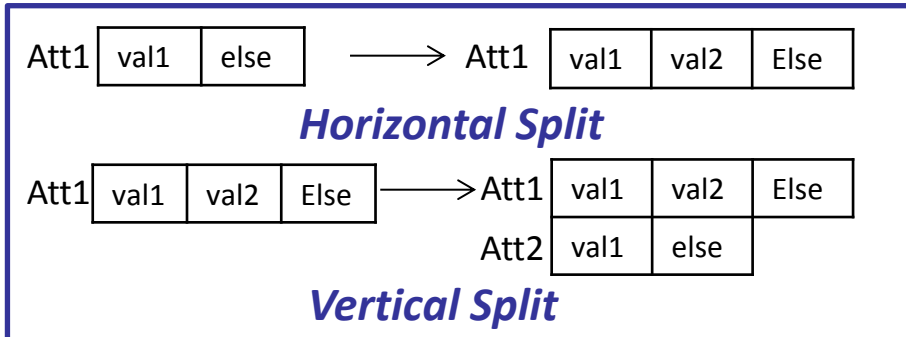 Att1 val1 else Att1 val1 val2 Else
Horizontal Split
Att1 val1 val2 Else Att1 val1 val2 Else
Att2 val1 else
Vertical Split